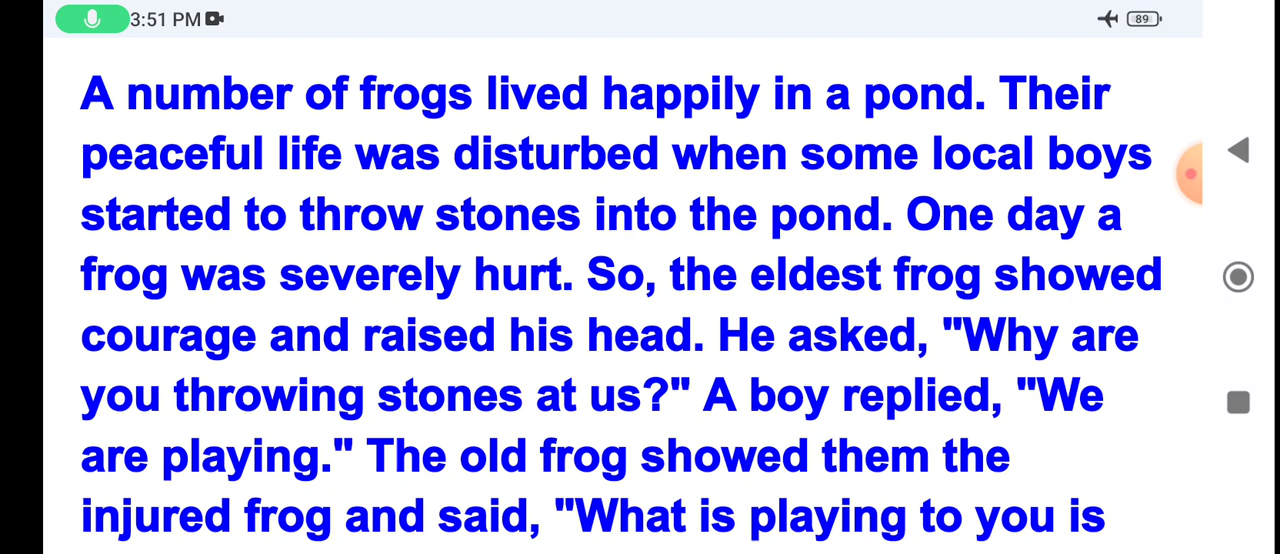 3:51 PM
89
A number of frogs lived happily in a pond. Their
peaceful life was disturbed when some local boys
started to throw stones into the pond. One day a
frog was severely hurt. So, the eldest frog showed
courage and raised his head. He asked, "Why are
you throwing stones at us?" A boy replied, "We
are playing." The old frog showed them the
injured frog and said, "What is playing to you is